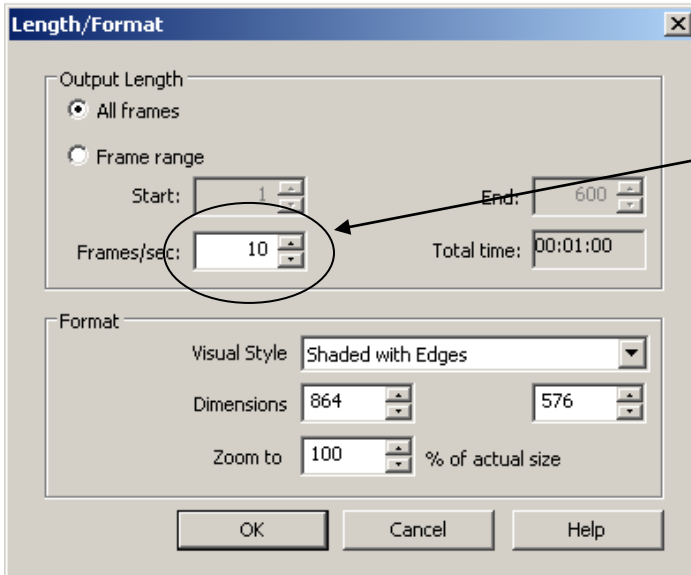 Length/Format
Output Length
All frames
Frame range
Start: 1 End: 600
Frames/sec: 10 Total time: 00:01:00
Format
Visual Style Shaded with Edges
Dimensions 864 576
Zoom to 100 % of actual size
OK Cancel Help